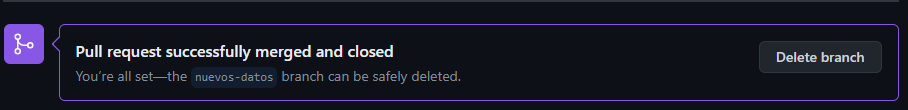 Pull request successfully merged and closed
You're all set—the nuevos-datos branch can be safely deleted.
Delete branch